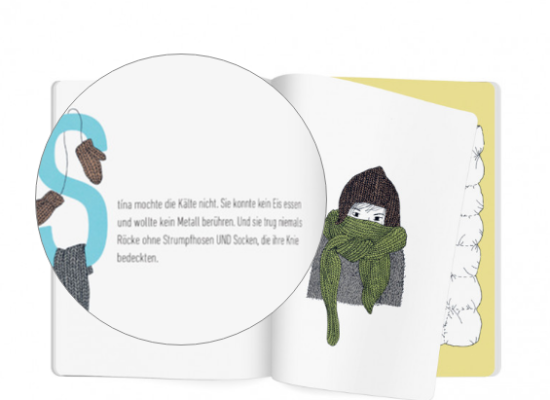 S
tina mochte die Kälte nicht. Sie konnte kein Eis essen
und wollte kein Metall berühren. Und sie trug niemals
Röcke ohne Strumpfhosen UND Socken, die ihre Knie
bedeckten.